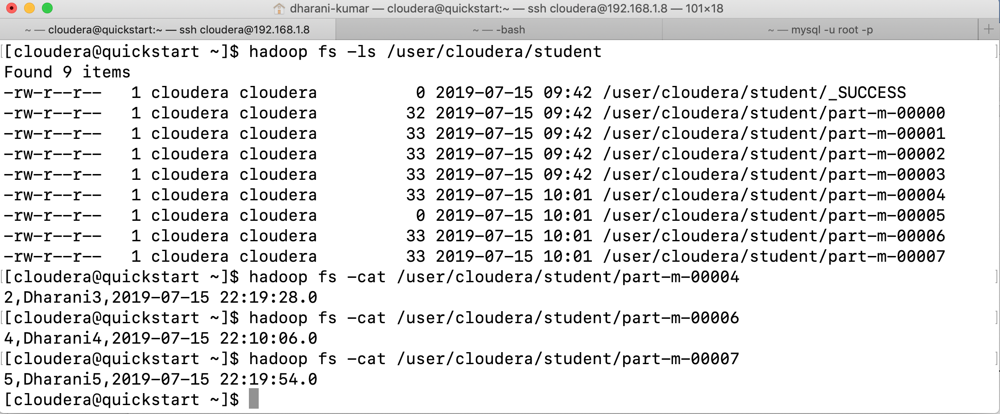 dharani-kumar — cloudera@quickstart:~ — ssh cloudera@192.168.1.8 — 101×18
~ — cloudera@quickstart:~ — ssh cloudera@192.168.1.8
~ — -bash
~ — mysql -u root -p
+
[cloudera@quickstart ~]$ hadoop fs -ls /user/cloudera/student
Found 9 items
-rw-r--r--   1 cloudera cloudera          0 2019-07-15 09:42 /user/cloudera/student/_SUCCESS
-rw-r--r--   1 cloudera cloudera         32 2019-07-15 09:42 /user/cloudera/student/part-m-00000
-rw-r--r--   1 cloudera cloudera         33 2019-07-15 09:42 /user/cloudera/student/part-m-00001
-rw-r--r--   1 cloudera cloudera         33 2019-07-15 09:42 /user/cloudera/student/part-m-00002
-rw-r--r--   1 cloudera cloudera         33 2019-07-15 09:42 /user/cloudera/student/part-m-00003
-rw-r--r--   1 cloudera cloudera         33 2019-07-15 10:01 /user/cloudera/student/part-m-00004
-rw-r--r--   1 cloudera cloudera          0 2019-07-15 10:01 /user/cloudera/student/part-m-00005
-rw-r--r--   1 cloudera cloudera         33 2019-07-15 10:01 /user/cloudera/student/part-m-00006
-rw-r--r--   1 cloudera cloudera         33 2019-07-15 10:01 /user/cloudera/student/part-m-00007
[cloudera@quickstart ~]$ hadoop fs -cat /user/cloudera/student/part-m-00004
2,Dharani3,2019-07-15 22:19:28.0
[cloudera@quickstart ~]$ hadoop fs -cat /user/cloudera/student/part-m-00006
4,Dharani4,2019-07-15 22:10:06.0
[cloudera@quickstart ~]$ hadoop fs -cat /user/cloudera/student/part-m-00007
5,Dharani5,2019-07-15 22:19:54.0
[cloudera@quickstart ~]$